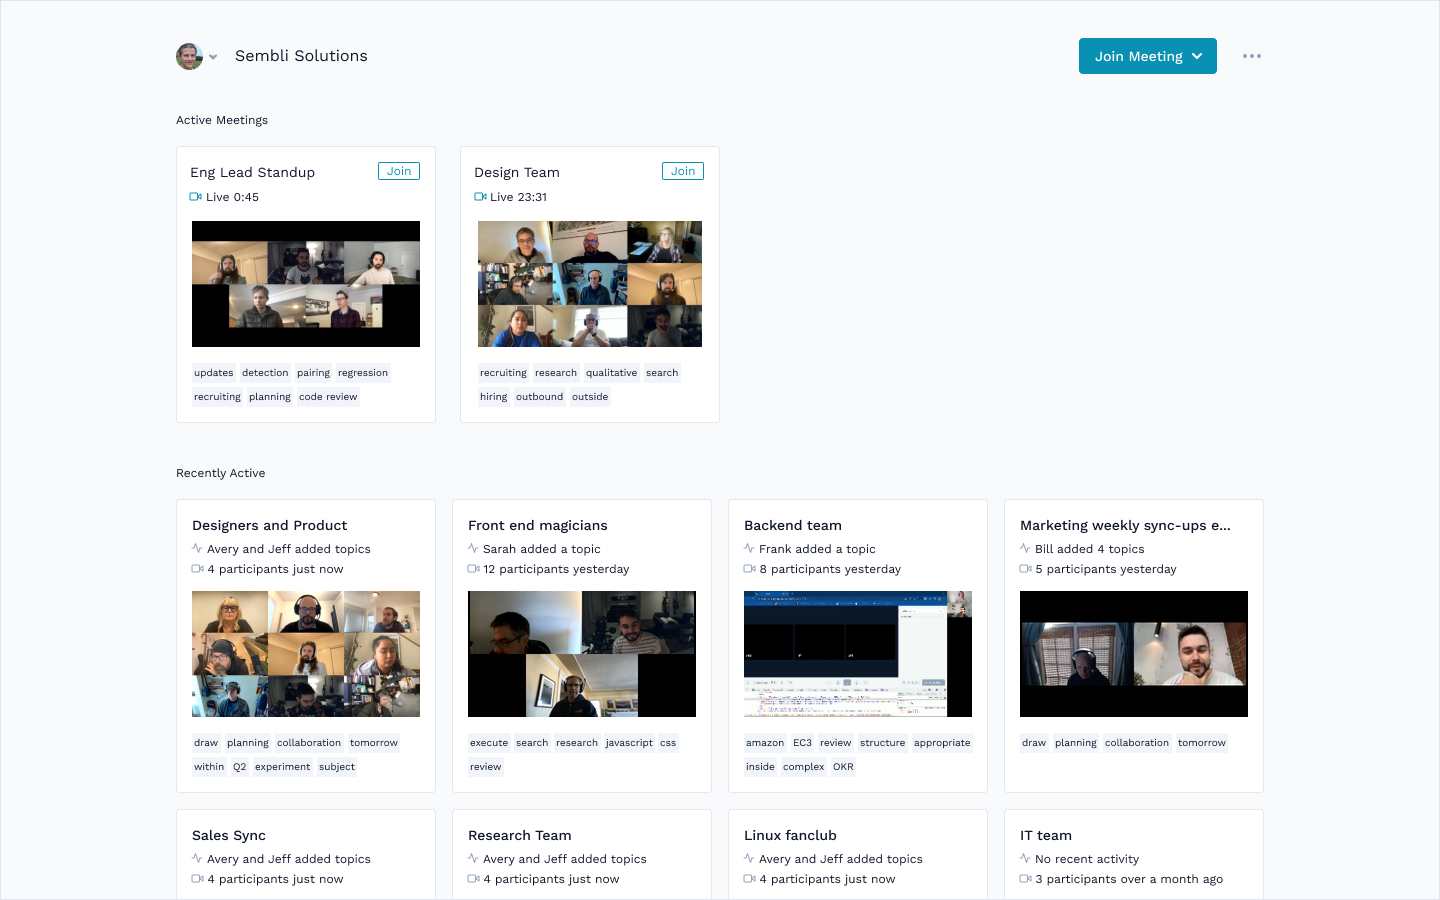 Sembli Solutions
Join Meeting
Active Meetings
Eng Lead Standup
Join
Live 0:45
updates detection pairing regression
recruiting planning code review
Design Team
Join
Live 23:31
recruiting research qualitative search
hiring outbound outside
Recently Active
Designers and Product
Avery and Jeff added topics
4 participants just now
draw planning collaboration tomorrow
within Q2 experiment subject
Front end magicians
Sarah added a topic
12 participants yesterday
execute search research javascript css
review
Backend team
Frank added a topic
8 participants yesterday
amazon EC3 review structure appropriate
inside complex OKR
Marketing weekly sync-ups e...
Bill added 4 topics
5 participants yesterday
draw planning collaboration tomorrow
Sales Sync
Avery and Jeff added topics
4 participants just now
Research Team
Avery and Jeff added topics
4 participants just now
Linux fanclub
Avery and Jeff added topics
4 participants just now
IT team
No recent activity
3 participants over a month ago